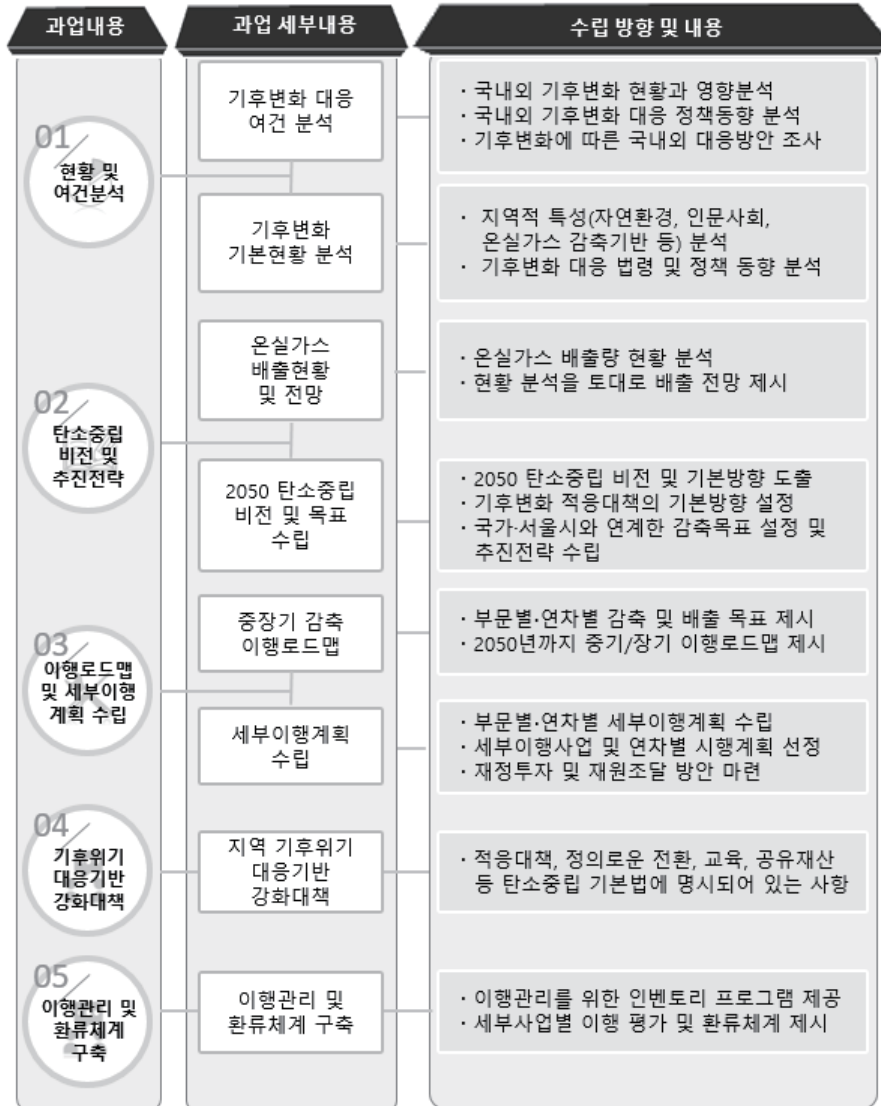 과업내용
과업 세부내용
수립 방향 및 내용
01
현황 및
여건분석
기후변화 대응
여건 분석
· 국내외 기후변화 현황과 영향분석
· 국내외 기후변화 대응 정책동향 분석
· 기후변화에 따른 국내외 대응방안 조사
기후변화
기본현황 분석
· 지역적 특성(자연환경, 인문사회,
온실가스 감축기반 등) 분석
· 기후변화 대응 법령 및 정책 동향 분석
02
탄소중립
비전 및
추진전략
온실가스
배출현황
및 전망
· 온실가스 배출량 현황 분석
· 현황 분석을 토대로 배출 전망 제시
2050 탄소중립
비전 및 목표
수립
· 2050 탄소중립 비전 및 기본방향 도출
· 기후변화 적응대책의 기본방향 설정
· 국가·서울시와 연계한 감축목표 설정 및
추진전략 수립
03
이행로드맵
및 세부이행
계획 수립
중장기 감축
이행로드맵
· 부문별·연차별 감축 및 배출 목표 제시
· 2050년까지 중기/장기 이행로드맵 제시
세부이행계획
수립
· 부문별·연차별 세부이행계획 수립
· 세부이행사업 및 연차별 시행계획 선정
· 재정투자 및 재원조달 방안 마련
04
기후위기
대응기반
강화대책
지역 기후위기
대응기반
강화대책
· 적응대책, 정의로운 전환, 교육, 공유재산
등 탄소중립 기본법에 명시되어 있는 사항
05
이행관리 및
환류체계
구축
이행관리 및
환류체계 구축
· 이행관리를 위한 인벤토리 프로그램 제공
· 세부사업별 이행 평가 및 환류체계 제시